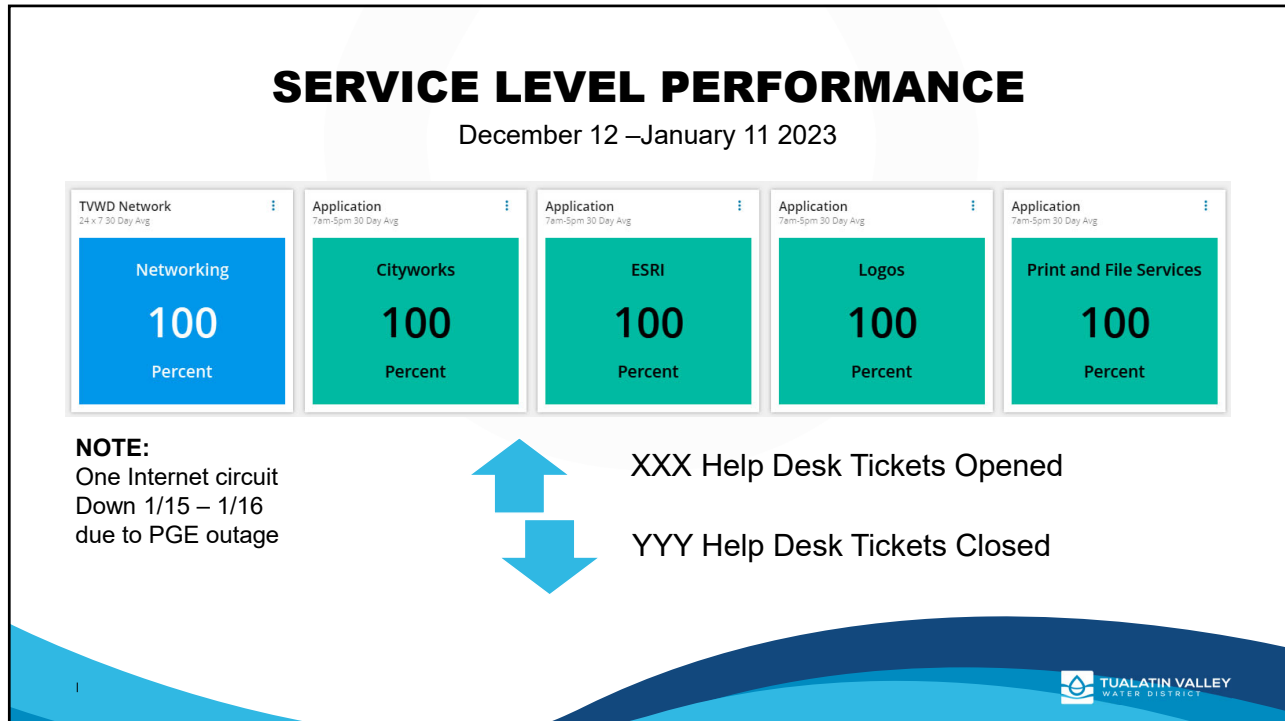 SERVICE LEVEL PERFORMANCE
December 12 –January 11 2023
TVWD Network
24 x 7 30 Day Avg
Networking
100
Percent
Application
7am-5pm 30 Day Avg
Cityworks
100
Percent
Application
7am-5pm 30 Day Avg
ESRI
100
Percent
Application
7am-5pm 30 Day Avg
Logos
100
Percent
Application
7am-5pm 30 Day Avg
Print and File Services
100
Percent
NOTE:
One Internet circuit
Down 1/15 – 1/16
due to PGE outage
XXX Help Desk Tickets Opened
YYY Help Desk Tickets Closed
TUALATIN VALLEY
WATER DISTRICT